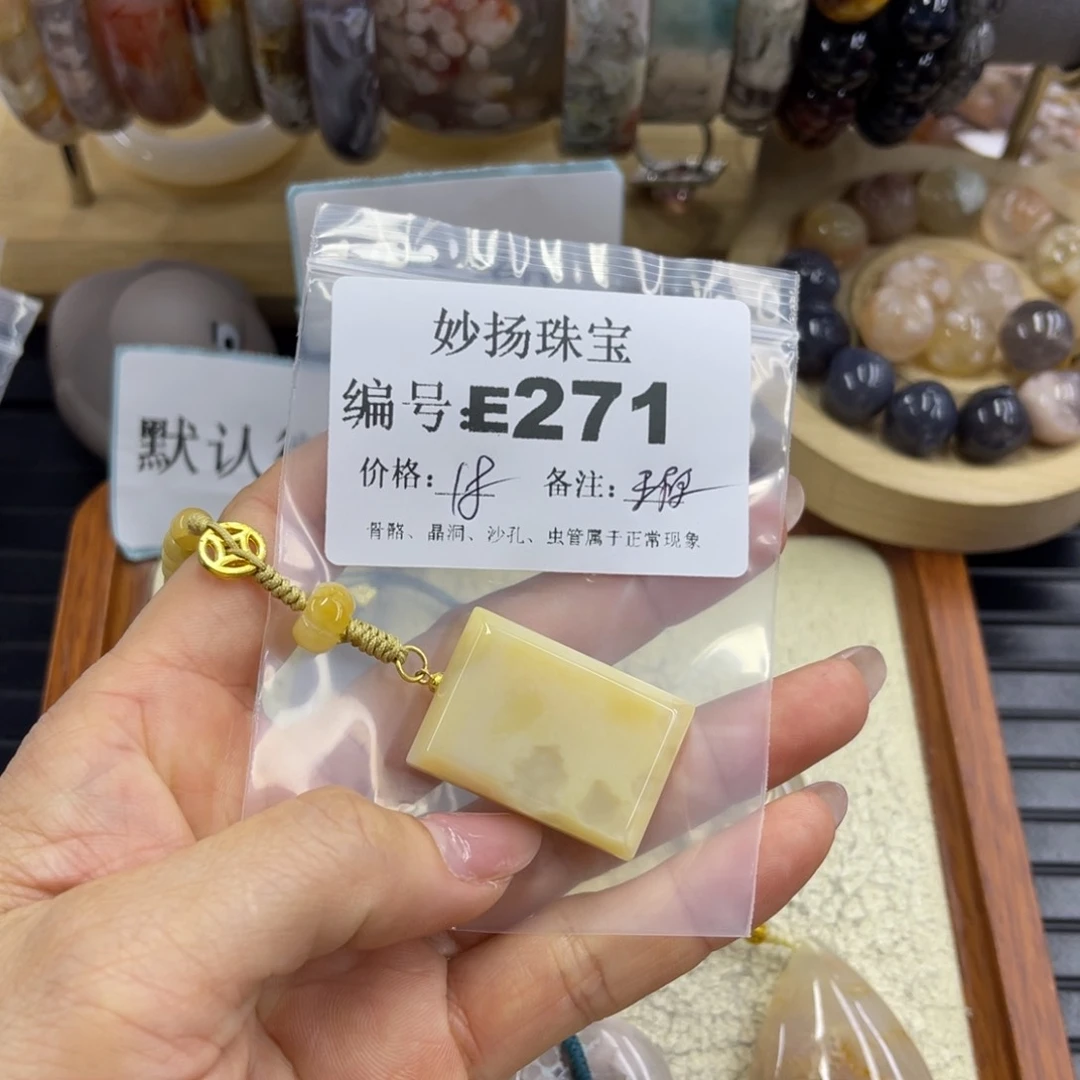 妙扬珠宝
编号:E271
价格:18 备注:
骨骼、晶洞、沙孔、虫管属于正常现象
默认